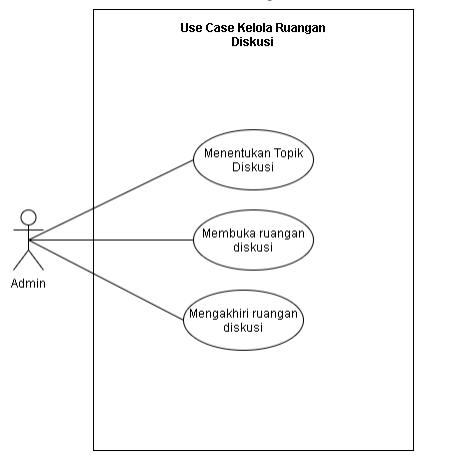 Use Case Kelola Ruangan
Diskusi
Menentukan Topik
Diskusi
Membuka ruangan
diskusi
Admin
Mengakhiri ruangan
diskusi